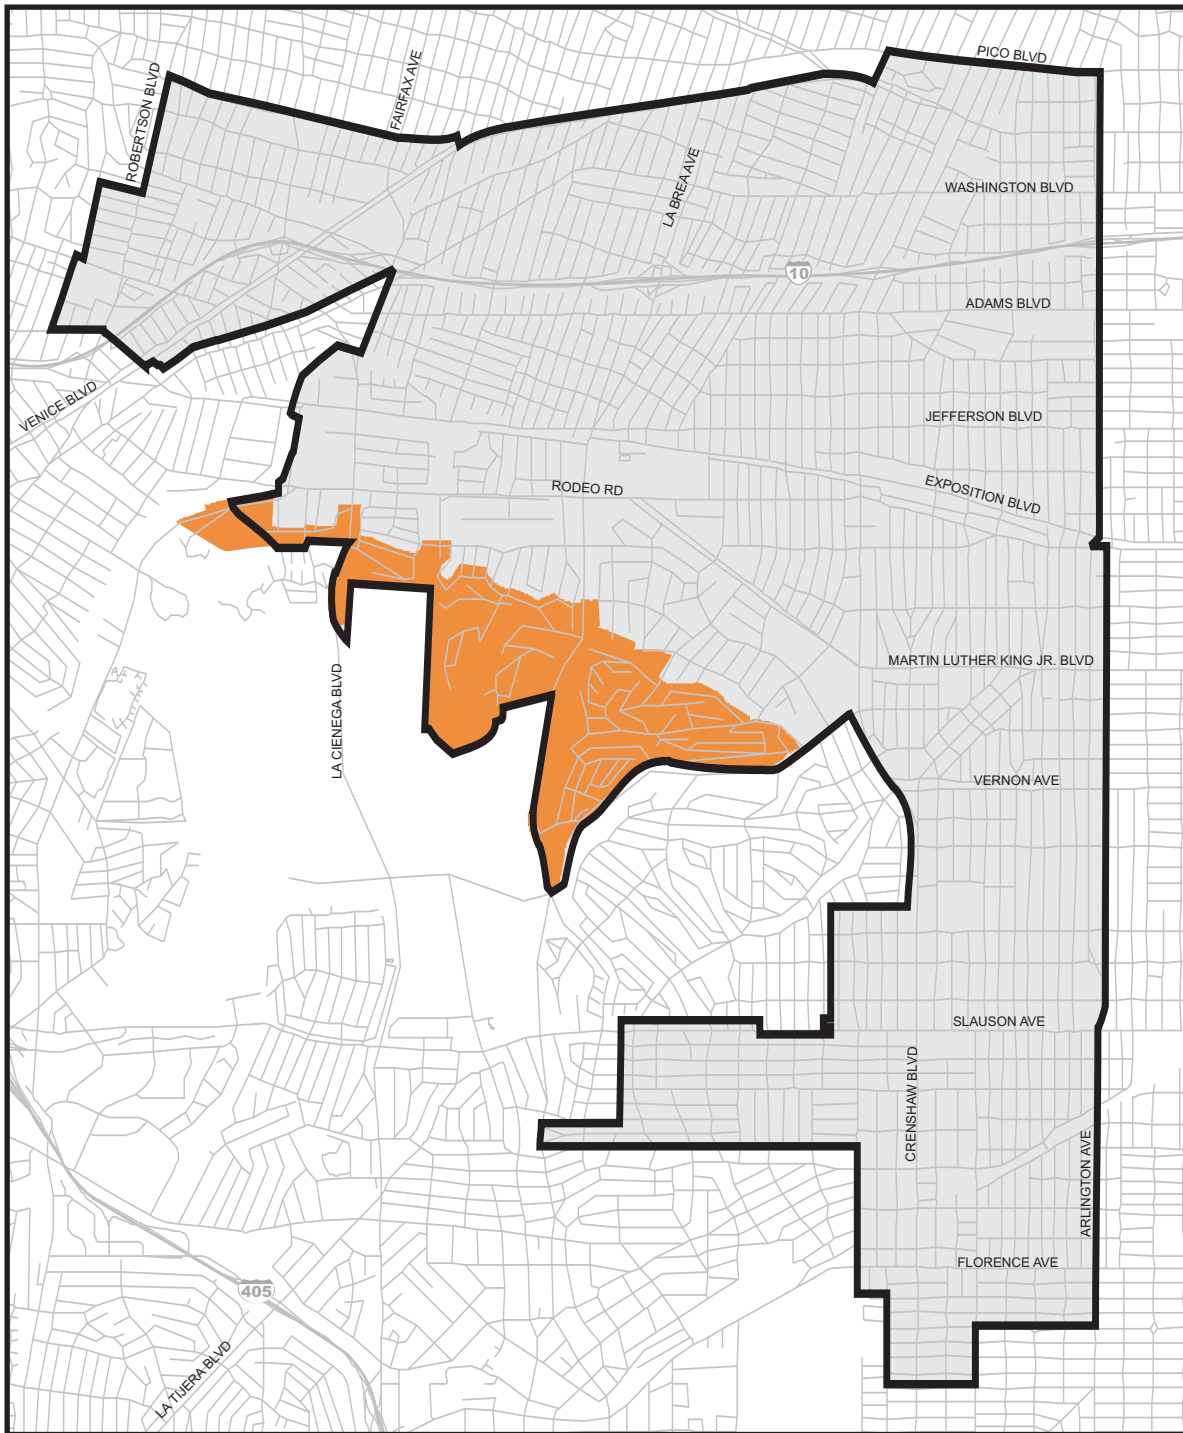 PICO BLVD
FAIRFAX AVE
ROBERTSON BLVD
LA BREA AVE
WASHINGTON BLVD
10
ADAMS BLVD
VENICE BLVD
JEFFERSON BLVD
RODEO RD
EXPOSITION BLVD
MARTIN LUTHER KING JR. BLVD
LA CIENEGA BLVD
VERNON AVE
SLAUSON AVE
CRENSHAW BLVD
ARLINGTON AVE
FLORENCE AVE
405
LA TIJERA BLVD